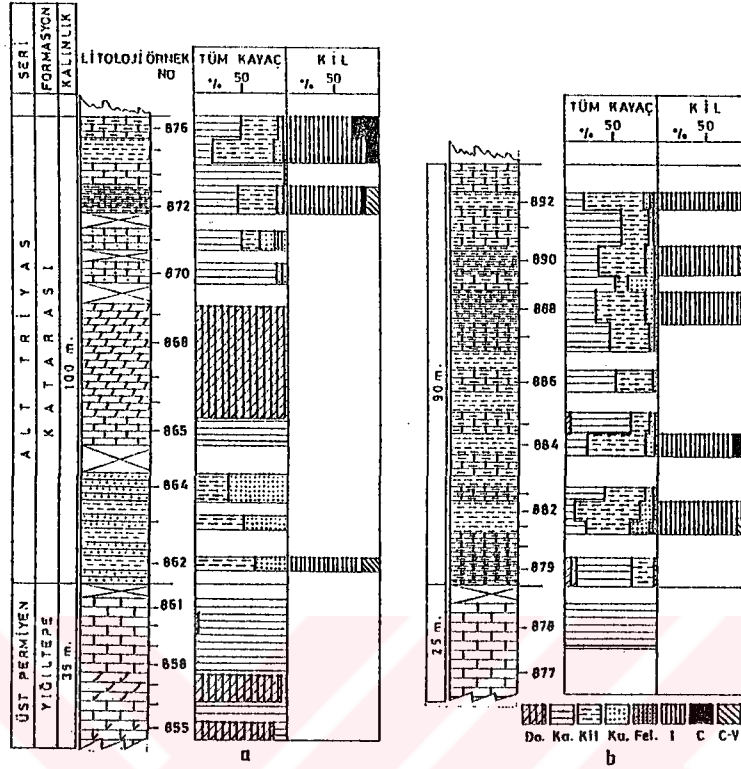 SERİ
FORMASYON
KALINLIK
LİTOLOJİ
ÖRNEK NO
TÜM KAYAÇ
% 50
KİL
% 50
ALT TRİYAS
KATARASI
100 m.
876
872
870
868
865
864
862
ÜST PERMİYEN
YIĞILTEPE
35 m.
861
858
855
a
TÜM KAYAÇ
% 50
KİL
% 50
90 m.
892
890
868
886
884
882
879
25 m.
878
877
Do. Ka. Kil Ku. Fel. I C C-V
b